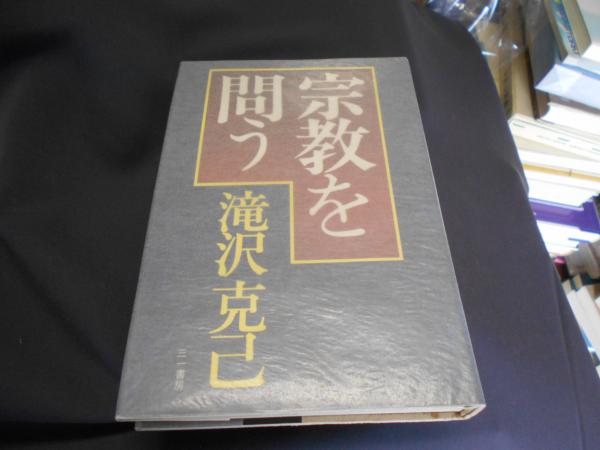 宗教を
問う
滝沢克己
三一書房